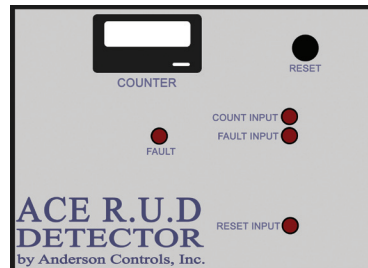 COUNTER
RESET
COUNT INPUT
FAULT INPUT
FAULT
RESET INPUT
ACE R.U.D
DETECTOR
by Anderson Controls, Inc.